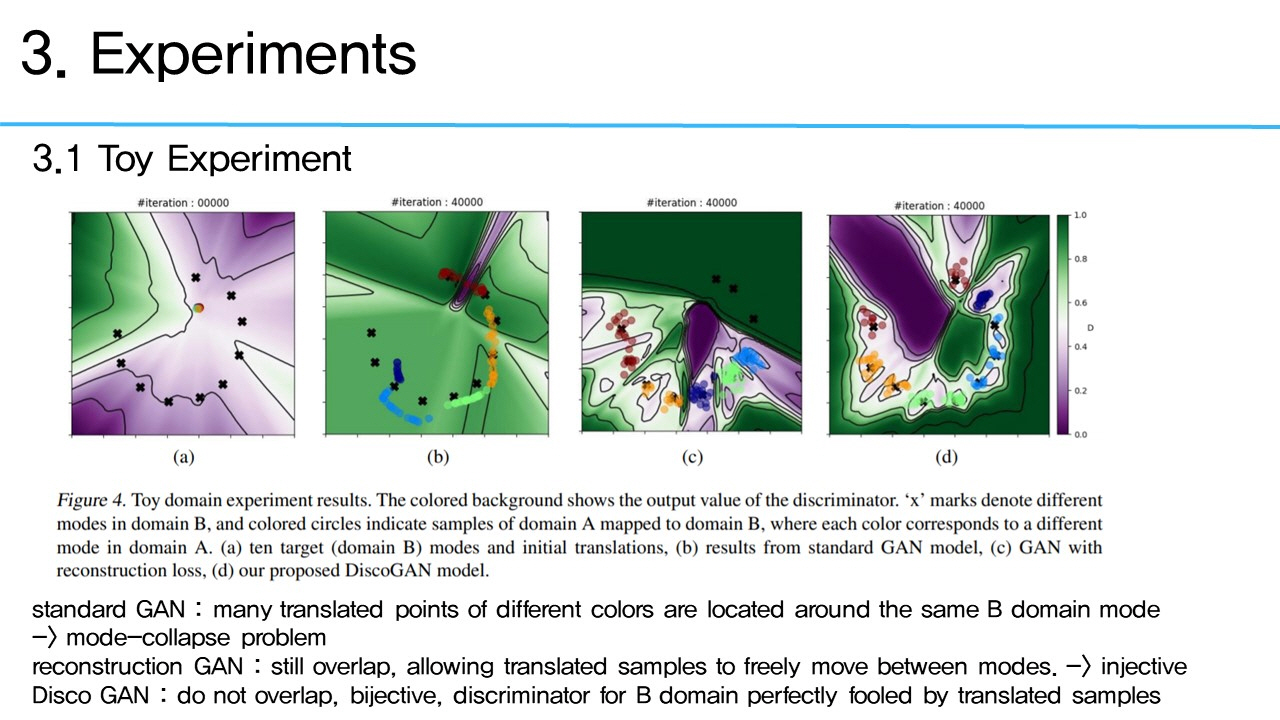 3. Experiments
3.1 Toy Experiment
#iteration : 00000
#iteration : 40000
#iteration : 40000
#iteration : 40000
1.0
0.8
0.6
D
0.4
0.2
0.0
(a)
(b)
(c)
(d)
Figure 4. Toy domain experiment results. The colored background shows the output value of the discriminator. ‘x’ marks denote different
modes in domain B, and colored circles indicate samples of domain A mapped to domain B, where each color corresponds to a different
mode in domain A. (a) ten target (domain B) modes and initial translations, (b) results from standard GAN model, (c) GAN with
reconstruction loss, (d) our proposed DiscoGAN model.
standard GAN : many translated points of different colors are located around the same B domain mode
-> mode-collapse problem
reconstruction GAN : still overlap, allowing translated samples to freely move between modes. -> injective
Disco GAN : do not overlap, bijective, discriminator for B domain perfectly fooled by translated samples